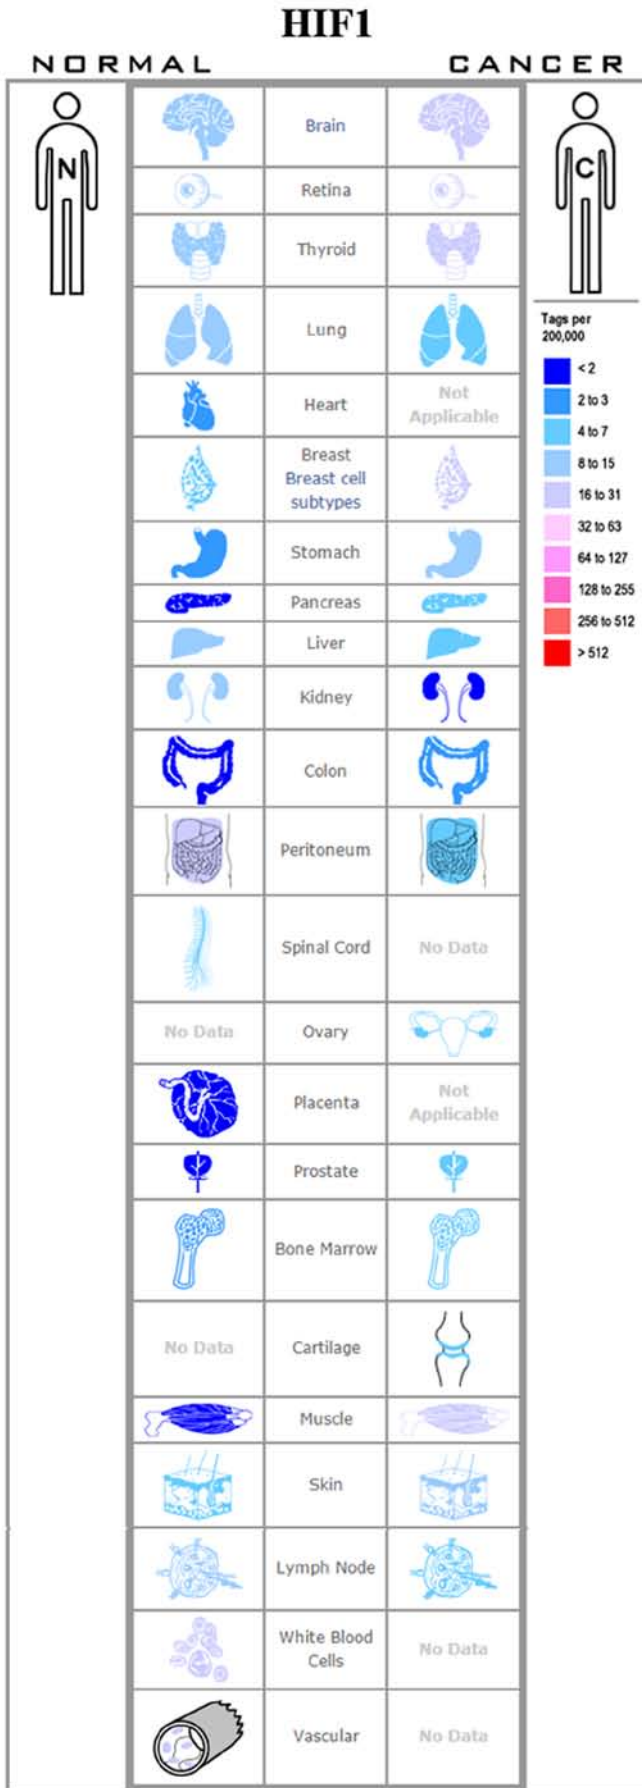 HIF1
NORMAL
CANCER
N
C
Brain
Retina
Thyroid
Lung
Tags per
200,000
< 2
2 to 3
4 to 7
8 to 15
16 to 31
32 to 63
64 to 127
128 to 255
256 to 512
> 512
Heart
Not
Applicable
Breast
Breast cell
subtypes
Stomach
Pancreas
Liver
Kidney
Colon
Peritoneum
Spinal Cord
No Data
No Data
Ovary
Placenta
Not
Applicable
Prostate
Bone Marrow
No Data
Cartilage
Muscle
Skin
Lymph Node
White Blood
Cells
No Data
Vascular
No Data